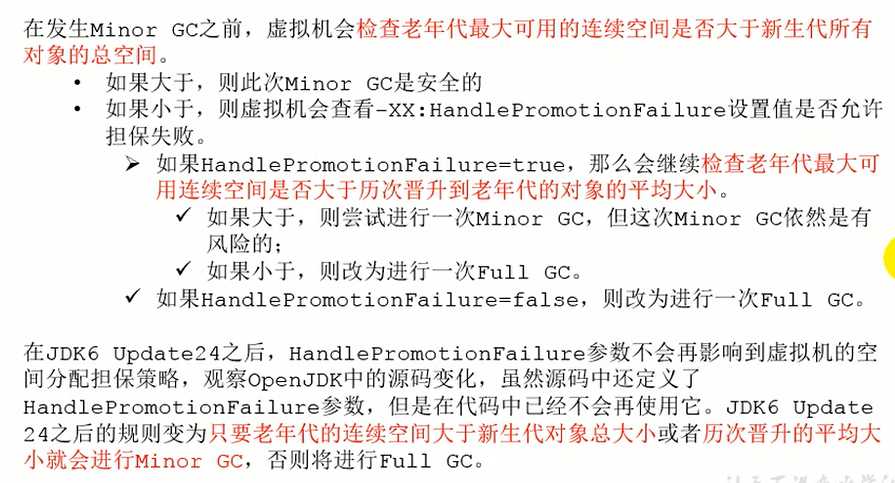 在发生Minor GC之前，虚拟机会检查老年代最大可用的连续空间是否大于新生代所有
对象的总空间。
• 如果大于，则此次Minor GC是安全的
• 如果小于，则虚拟机会查看-XX:HandlePromotionFailure设置值是否允许
担保失败。
➢ 如果HandlePromotionFailure=true，那么会继续检查老年代最大可
用连续空间是否大于历次晋升到老年代的对象的平均大小。
✓ 如果大于，则尝试进行一次Minor GC，但这次Minor GC依然是有
风险的；
✓ 如果小于，则改为进行一次Full GC。
✓ 如果HandlePromotionFailure=false，则改为进行一次Full GC。
在JDK6 Update24之后，HandlePromotionFailure参数不会再影响到虚拟机的空
间分配担保策略，观察OpenJDK中的源码变化，虽然源码中还定义了
HandlePromotionFailure参数，但是在代码中已经不会再使用它。JDK6 Update
24之后的规则变为只要老年代的连续空间大于新生代对象总大小或者历次晋升的平均大
小就会进行Minor GC，否则将进行Full GC。